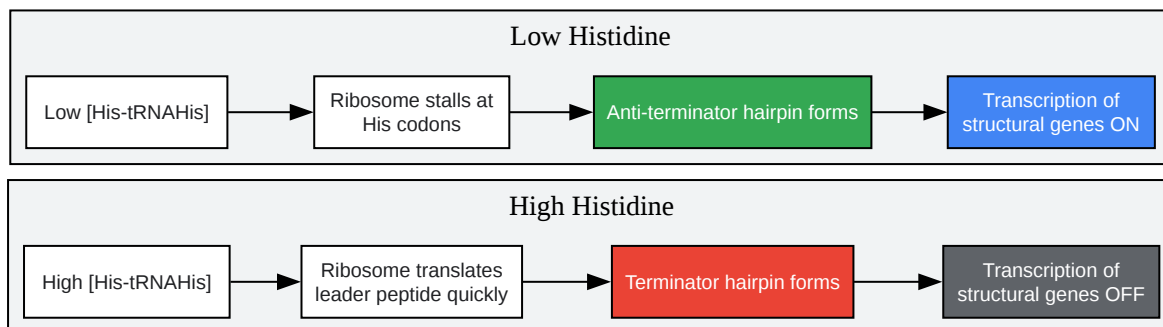 Low Histidine
Low [His-tRNAHis]
Ribosome stalls at
His codons
Anti-terminator hairpin forms
Transcription of
structural genes ON
High Histidine
High [His-tRNAHis]
Ribosome translates
leader peptide quickly
Terminator hairpin forms
Transcription of
structural genes OFF